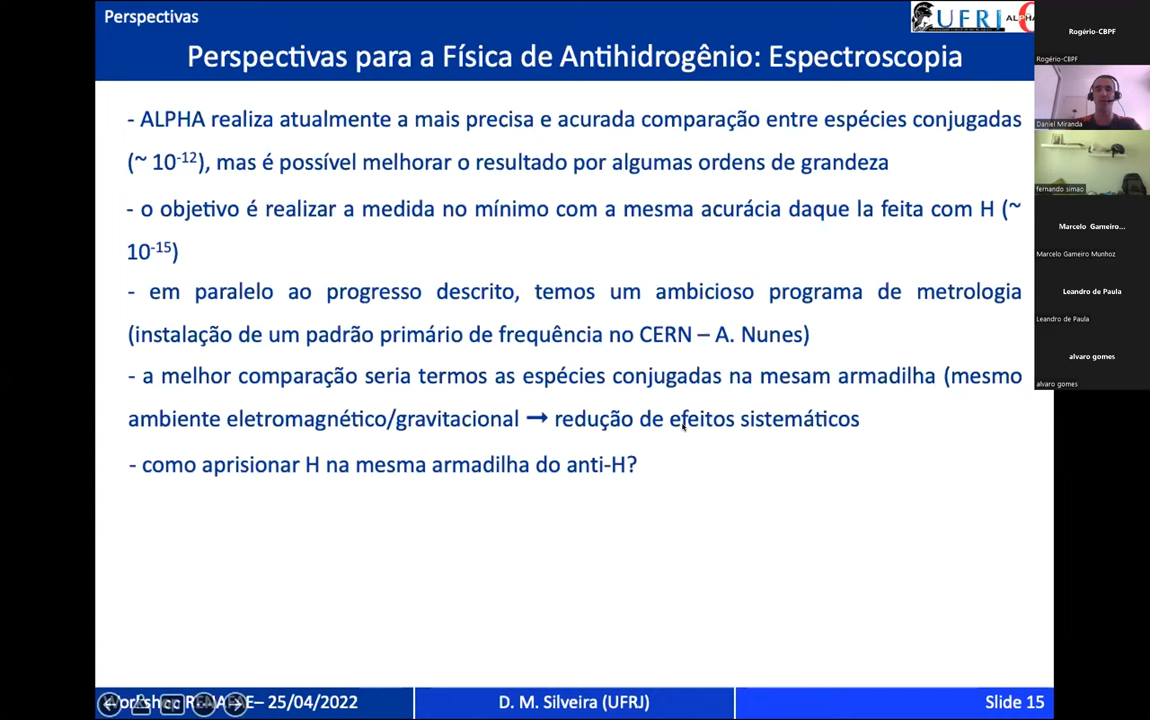 Perspectivas
UFRJ ALPH
Perspectivas para a Física de Antihidrogênio: Espectroscopia
- ALPHA realiza atualmente a mais precisa e acurada comparação entre espécies conjugadas
(~ 10⁻¹²), mas é possível melhorar o resultado por algumas ordens de grandeza
- o objetivo é realizar a medida no mínimo com a mesma acurácia daque la feita com H (~
10⁻¹⁵)
- em paralelo ao progresso descrito, temos um ambicioso programa de metrologia
(instalação de um padrão primário de frequência no CERN – A. Nunes)
- a melhor comparação seria termos as espécies conjugadas na mesam armadilha (mesmo
ambiente eletromagnético/gravitacional → redução de efeitos sistemáticos
- como aprisionar H na mesma armadilha do anti-H?
Workshop RENAFAE– 25/04/2022
D. M. Silveira (UFRJ)
Slide 15
Rogério-CBPF
Rogério-CBPF
Daniel Miranda
fernando simao
Marcelo Gameiro...
Marcelo Gameiro Munhoz
Leandro de Paula
Leandro de Paula
alvaro gomes
alvaro gomes